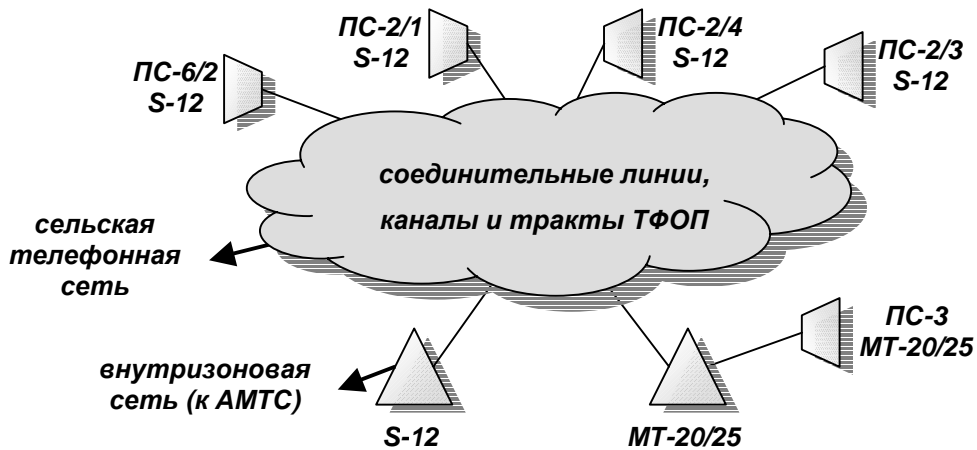 ПС-2/1
S-12
ПС-2/4
S-12
ПС-2/3
S-12
ПС-6/2
S-12
соединительные линии,
каналы и тракты ТФОП
сельская
телефонная
сеть
ПС-3
МТ-20/25
внутризоновая
сеть (к АМТС)
S-12
МТ-20/25